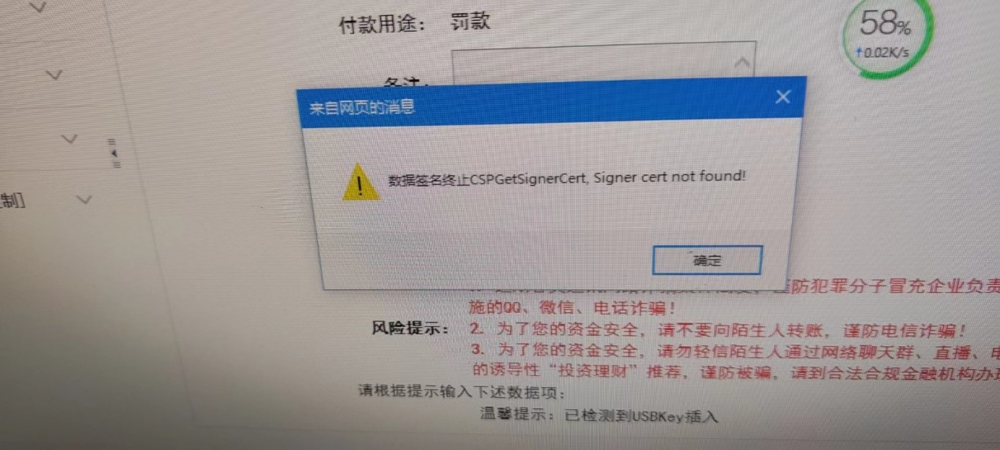 付款用途： 罚款
58%
↑0.02K/s
备注：
来自网页的消息
数据签名终止CSPGetSignerCert, Signer cert not found!
制]
确定
谨防犯罪分子冒充企业负责
施的QQ、微信、电话诈骗！
风险提示： 2. 为了您的资金安全，请不要向陌生人转账，谨防电信诈骗！
3. 为了您的资金安全，请勿轻信陌生人通过网络聊天群、直播、电
的诱导性“投资理财”推荐，谨防被骗，请到合法合规金融机构办理
请根据提示输入下述数据项：
温馨提示：已检测到USBKey插入